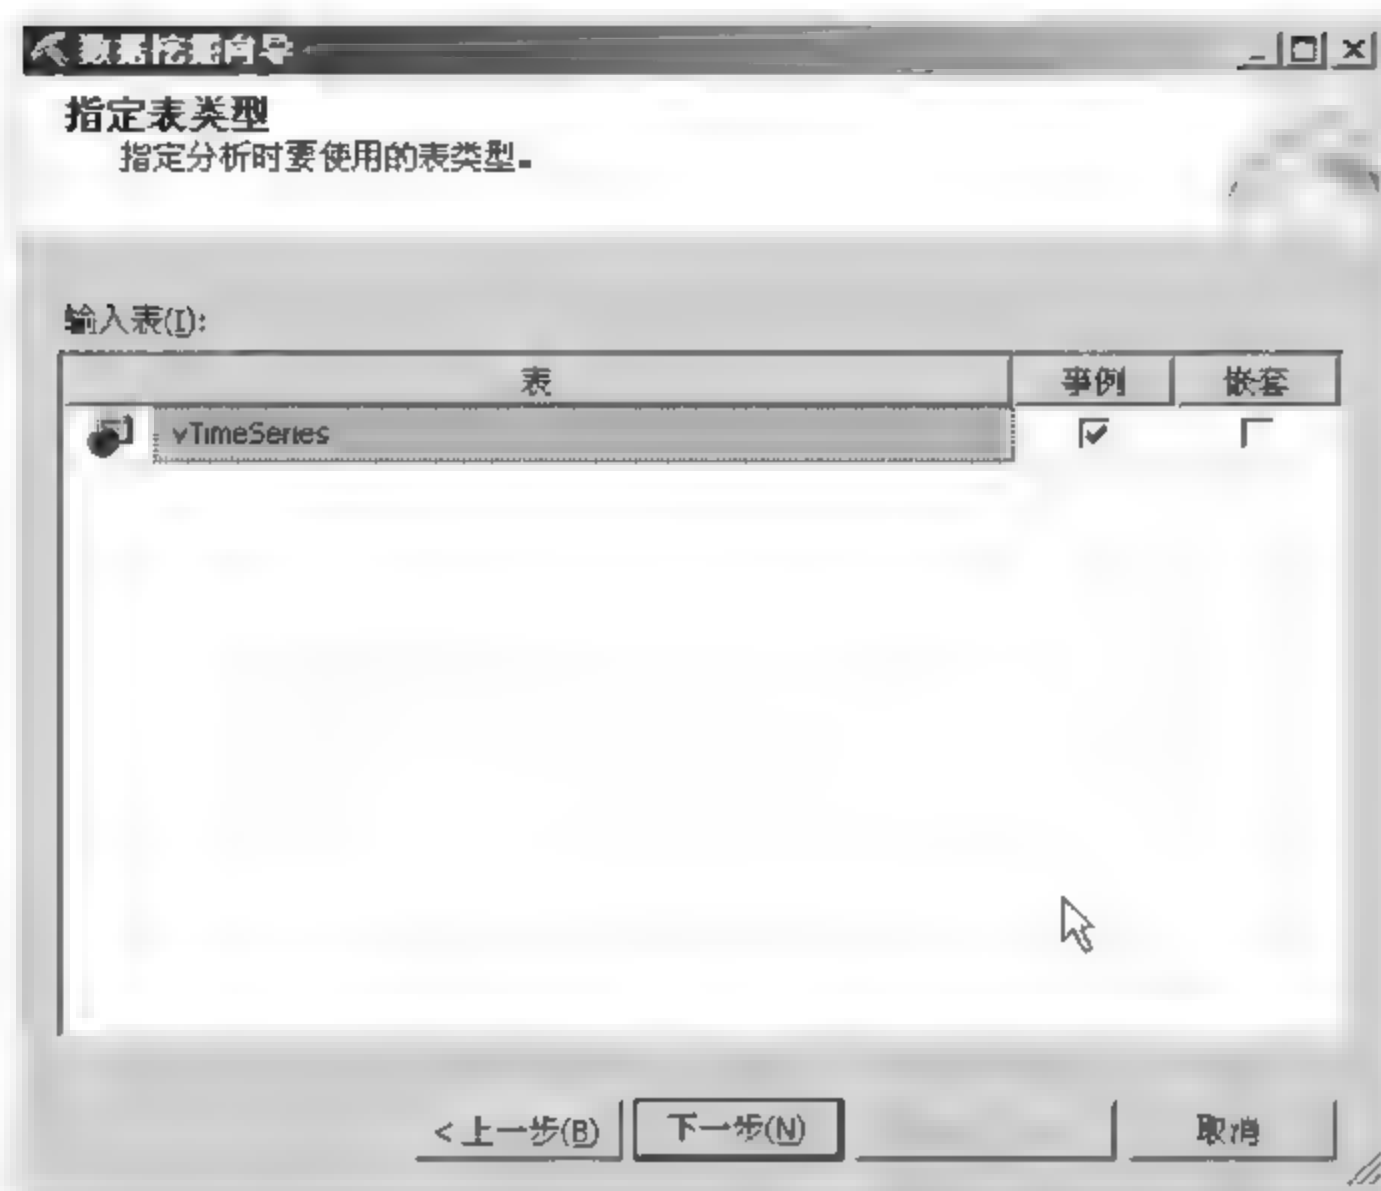 数据挖掘向导
指定表类型
指定分析时要使用的表类型。
输入表(I):
表 事例 嵌套
vTimeSeries
< 上一步(B) 下一步(N) 取消